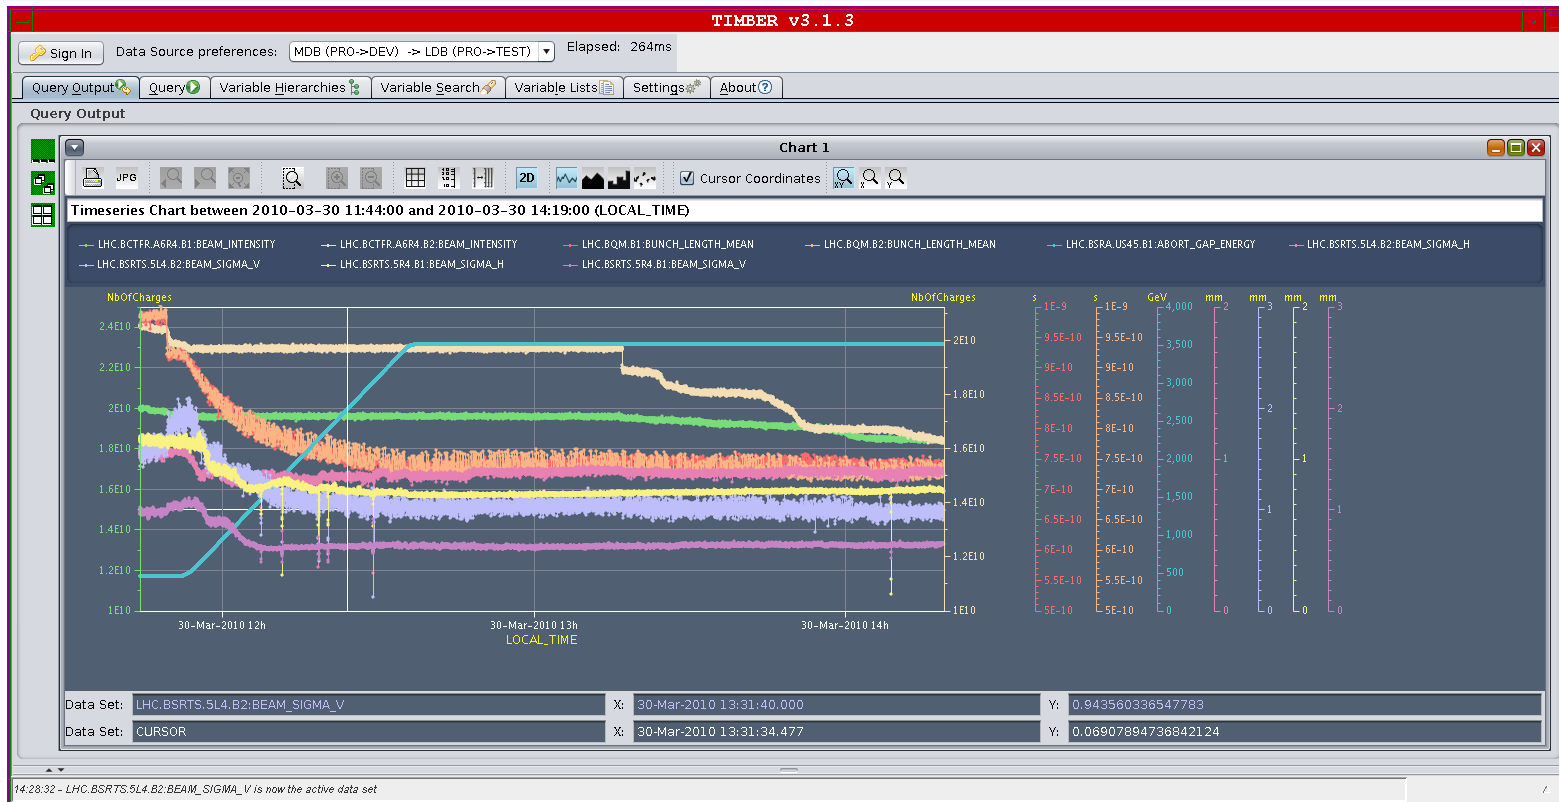 TIMBER v3.1.3
Sign In Data Source preferences: MDB (PRO->DEV) -> LDB (PRO->TEST) Elapsed: 264ms
Query Output Query Variable Hierarchies Variable Search Variable Lists Settings About
Query Output
Chart 1
JPG 2D Cursor Coordinates XY X Y
Timeseries Chart between 2010-03-30 11:44:00 and 2010-03-30 14:19:00 (LOCAL_TIME)
LHC.BCTFR.A6R4.B1:BEAM_INTENSITY LHC.BCTFR.A6R4.B2:BEAM_INTENSITY LHC.BQM.B1:BUNCH_LENGTH_MEAN LHC.BQM.B2:BUNCH_LENGTH_MEAN LHC.BSRA.US45.B1:ABORT_GAP_ENERGY LHC.BSRTS.5L4.B2:BEAM_SIGMA_H
LHC.BSRTS.5L4.B2:BEAM_SIGMA_V LHC.BSRTS.5R4.B1:BEAM_SIGMA_H LHC.BSRTS.5R4.B1:BEAM_SIGMA_V
NbOfCharges NbOfCharges s s GeV mm mm mm mm
1E-9 1E-9 4,000 2 3 2 3
2.4E10 2E10 9.5E-10 9.5E-10 3,500
2.2E10 9E-10 9E-10 3,000
2E10 1.8E10 8.5E-10 8.5E-10 2,500 2 2
1.8E10 1.6E10 8E-10 8E-10
7.5E-10 7.5E-10 2,000 1 1
1.6E10 1.4E10 7E-10 7E-10 1,500
1.4E10 6.5E-10 6.5E-10 1,000 1 1
1.2E10 1.2E10 6E-10 6E-10 500
5.5E-10 5.5E-10
1E10 1E10 5E-10 5E-10 0 0 0 0 0
30-Mar-2010 12h 30-Mar-2010 13h 30-Mar-2010 14h
LOCAL_TIME
Data Set: LHC.BSRTS.5L4.B2:BEAM_SIGMA_V X: 30-Mar-2010 13:31:40.000 Y: 0.943560336547783
Data Set: CURSOR X: 30-Mar-2010 13:31:34.477 Y: 0.06907894736842124
14:28:32 - LHC.BSRTS.5L4.B2:BEAM_SIGMA_V is now the active data set